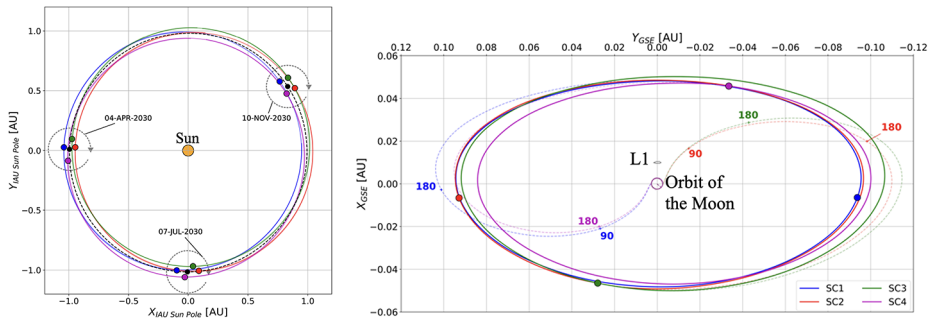 1.0
0.5
0.0
−0.5
−1.0
Y IAU Sun Pole [AU]
04-APR-2030
10-NOV-2030
Sun
07-JUL-2030
−1.0 −0.5 0.0 0.5 1.0
X IAU Sun Pole [AU]
Y GSE [AU]
0.12 0.10 0.08 0.06 0.04 0.02 0.00 −0.02 −0.04 −0.06 −0.08 −0.10 −0.12
0.06
0.04
0.02
0.00
−0.02
−0.04
−0.06
X GSE [AU]
180
180
90
L1
180
Orbit of
the Moon
180
90
SC1 SC3
SC2 SC4